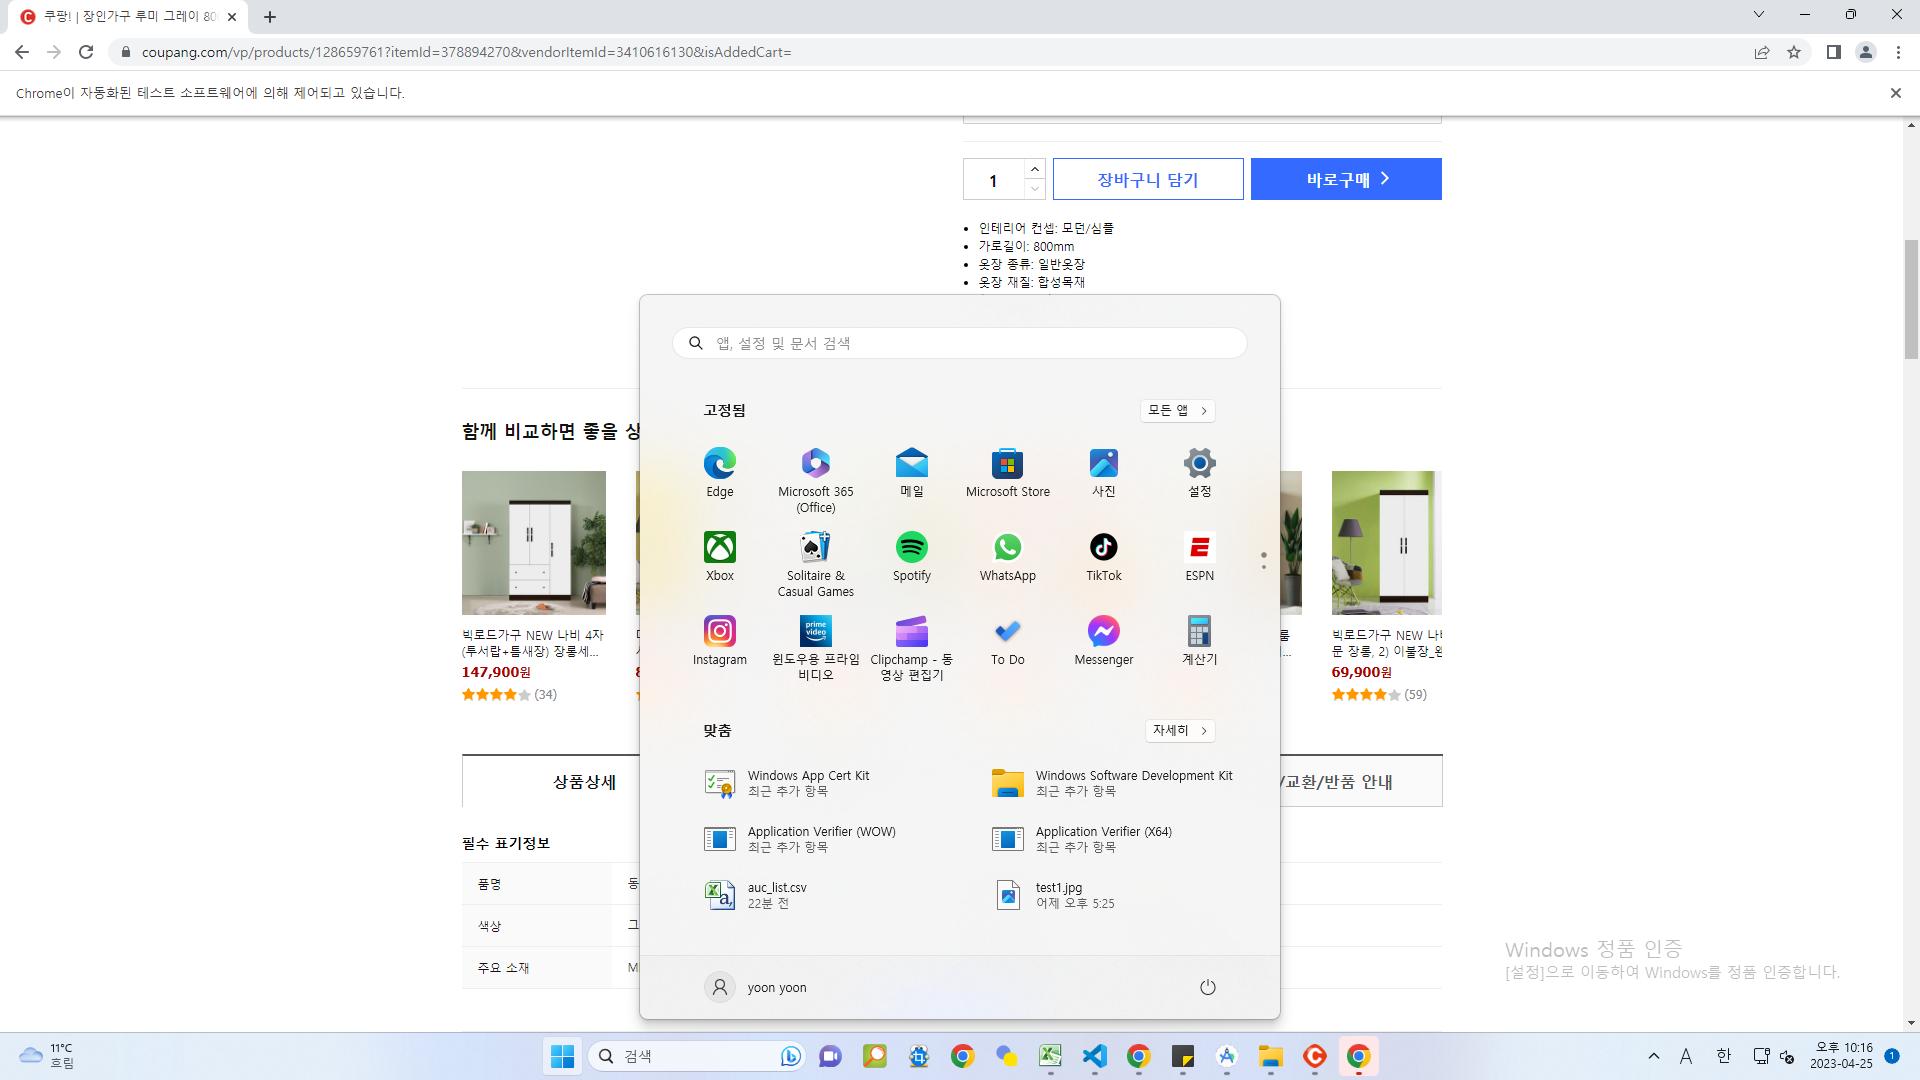 쿠팡! | 장인가구 루미 그레이 80
coupang.com/vp/products/128659761?itemId=378894270&vendorItemId=3410616130&isAddedCart=
Chrome이 자동화된 테스트 소프트웨어에 의해 제어되고 있습니다.
1
장바구니 담기
바로구매
인테리어 컨셉: 모던/심플
가로길이: 800mm
옷장 종류: 일반옷장
옷장 재질: 합성목재
앱, 설정 및 문서 검색
고정됨
모든 앱
함께 비교하면 좋을 상
Edge
Microsoft 365
(Office)
메일
Microsoft Store
사진
설정
Xbox
Solitaire &
Casual Games
Spotify
WhatsApp
TikTok
ESPN
prime
video
Instagram
윈도우용 프라임
비디오
Clipchamp - 동
영상 편집기
To Do
Messenger
계산기
빅로드가구 NEW 나비 4자
(투서랍+틈새장) 장롱세...
147,900원
(34)
빅로드가구 NEW 나비
문 장롱, 2) 이불장_완
69,900원
(59)
맞춤
자세히
Windows App Cert Kit
최근 추가 항목
Windows Software Development Kit
최근 추가 항목
Application Verifier (WOW)
최근 추가 항목
Application Verifier (X64)
최근 추가 항목
auc_list.csv
22분 전
test1.jpg
어제 오후 5:25
yoon yoon
상품상세
/교환/반품 안내
필수 표기정보
품명
동
색상
그
주요 소재
M
Windows 정품 인증
[설정]으로 이동하여 Windows를 정품 인증합니다.
11°C
흐림
검색
A
한
오후 10:16
2023-04-25
1